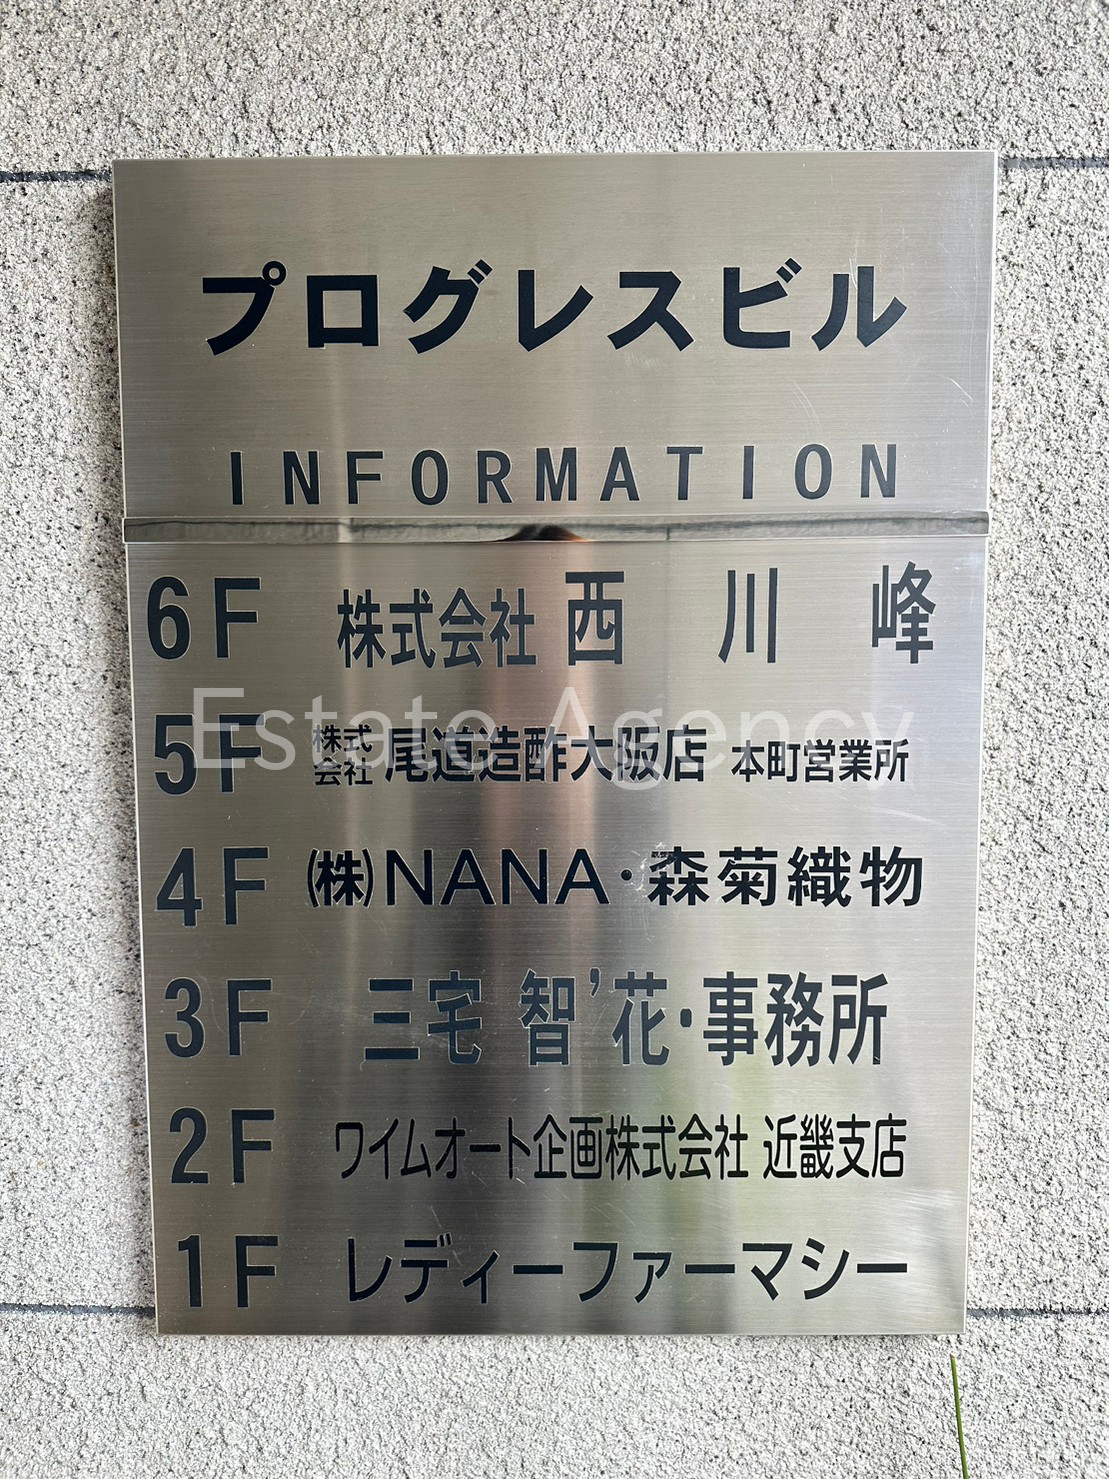 プログレスビル
INFORMATION
6F 株式会社 西川峰
Estate Agency
5F 株式会社 尾道造酢大阪店 本町営業所
4F (株)NANA・森菊織物
3F 三宅 智’花・事務所
2F ワイムオート企画株式会社 近畿支店
1F レディーファーマシー